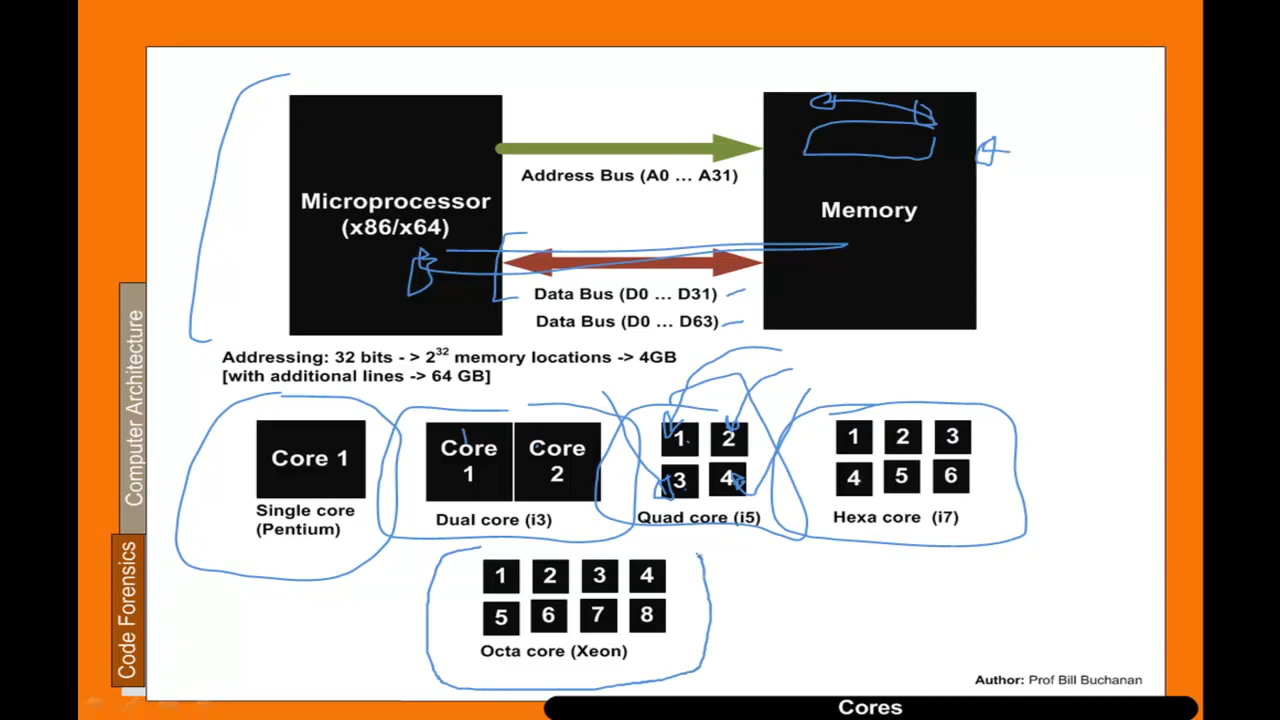 Computer Architecture
Code Forensics
Microprocessor
(x86/x64)
Address Bus (A0 ... A31)
Memory
Data Bus (D0 ... D31)
Data Bus (D0 ... D63)
Addressing: 32 bits - > 2³² memory locations -> 4GB
[with additional lines -> 64 GB]
Core 1
Single core
(Pentium)
Core
1
Core
2
Dual core (i3)
1 2
3 4
Quad core (i5)
1 2 3
4 5 6
Hexa core (i7)
1 2 3 4
5 6 7 8
Octa core (Xeon)
Author: Prof Bill Buchanan
Cores